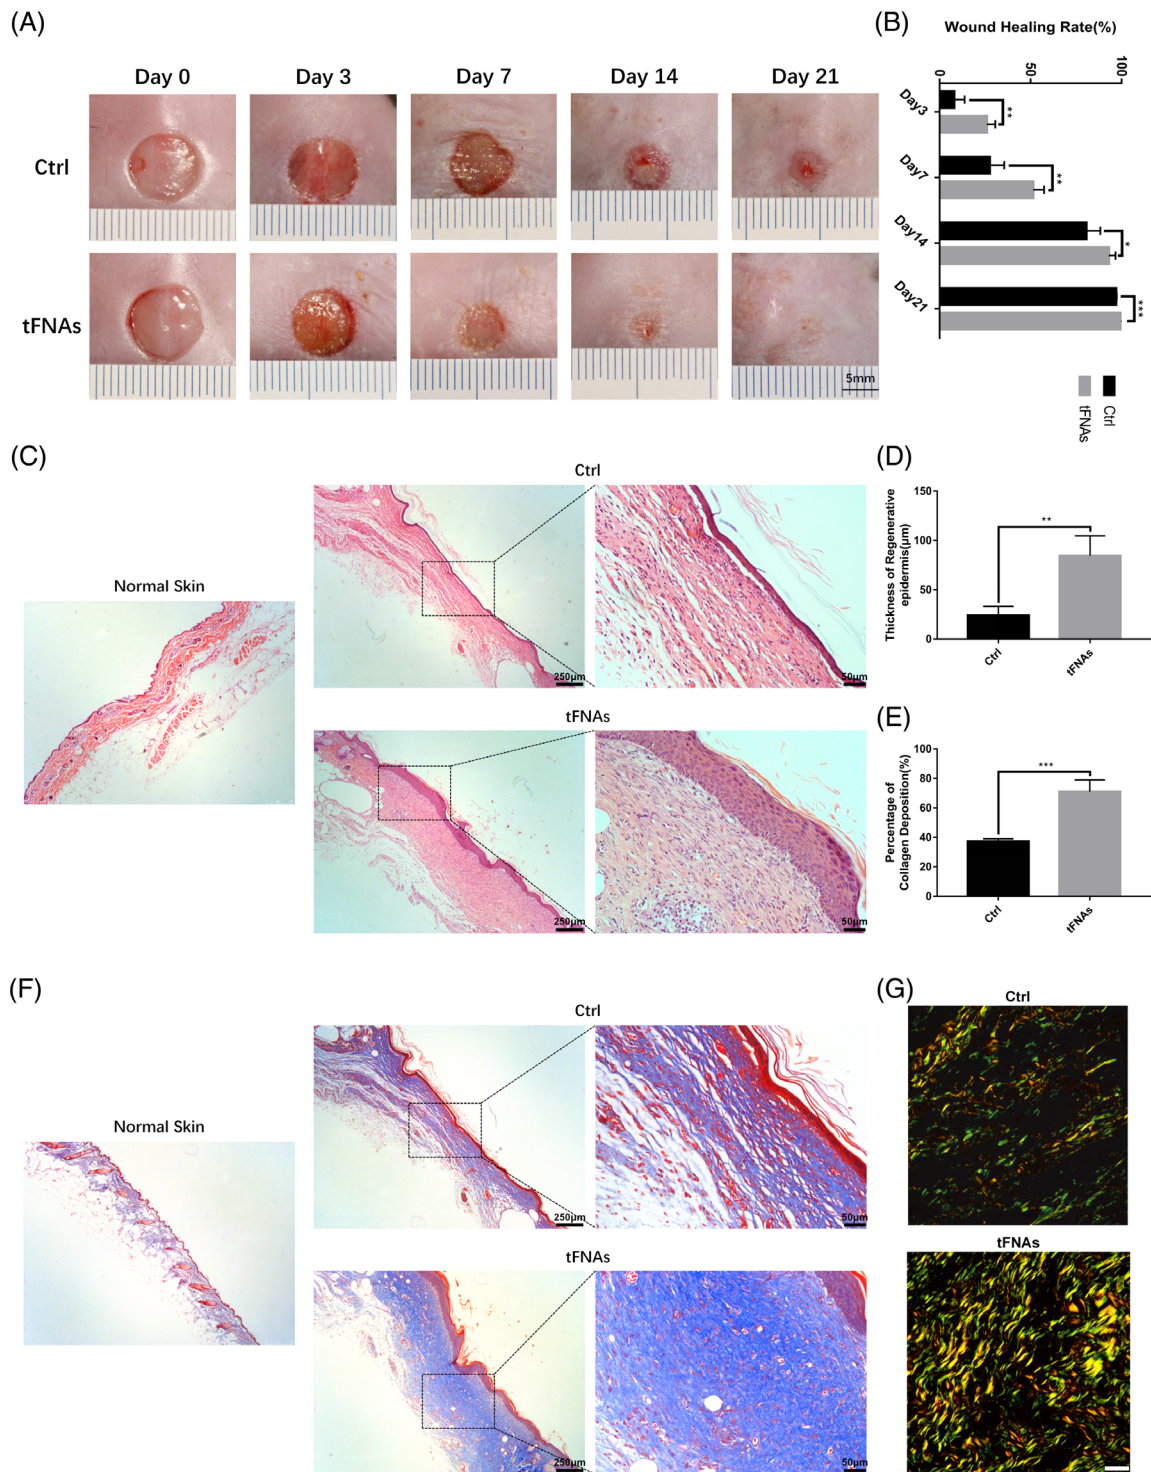 (A)
Day 0
Day 3
Day 7
Day 14
Day 21
Ctrl
tFNAs
5mm
(B)
Wound Healing Rate(%)
0
50
100
Day3
**
Day7
**
Day14
*
Day21
***
Ctrl
tFNAs
(C)
Normal Skin
Ctrl
250μm
50μm
tFNAs
250μm
50μm
(D)
Thickness of Regenerative
epidermis(μm)
150
100
50
0
**
Ctrl
tFNAs
(E)
Percentage of
Collagen Deposition(%)
100
80
60
40
20
0
***
Ctrl
tFNAs
(F)
Normal Skin
Ctrl
250μm
50μm
tFNAs
250μm
50μm
(G)
Ctrl
tFNAs